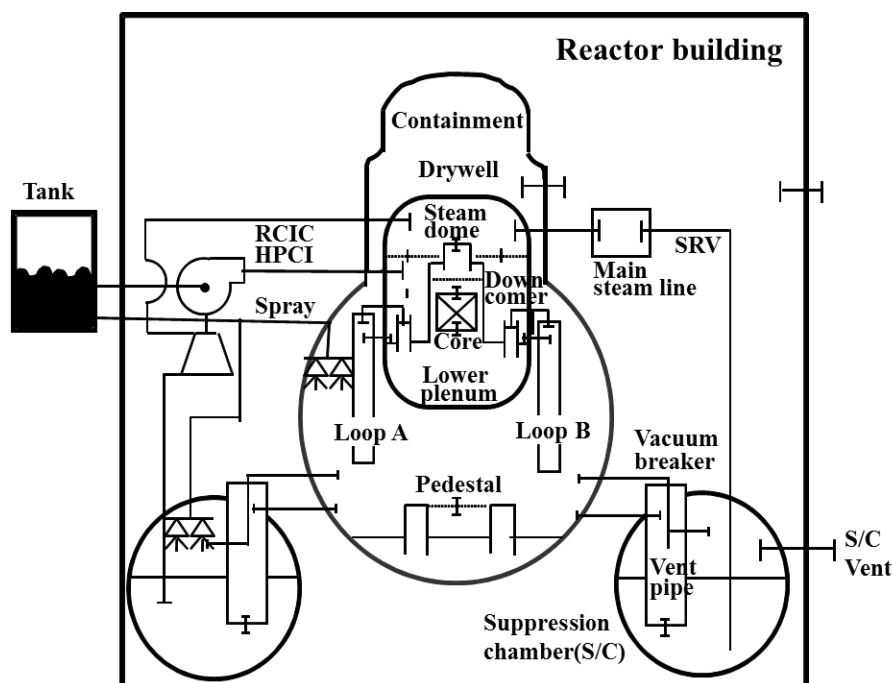 Reactor building
Containment
Drywell
Tank
Steam
dome
RCIC
HPCI
SRV
Main
steam line
Down
comer
Spray
Core
Lower
plenum
Loop A
Loop B
Vacuum
breaker
Pedestal
S/C
Vent
Vent
pipe
Suppression
chamber(S/C)